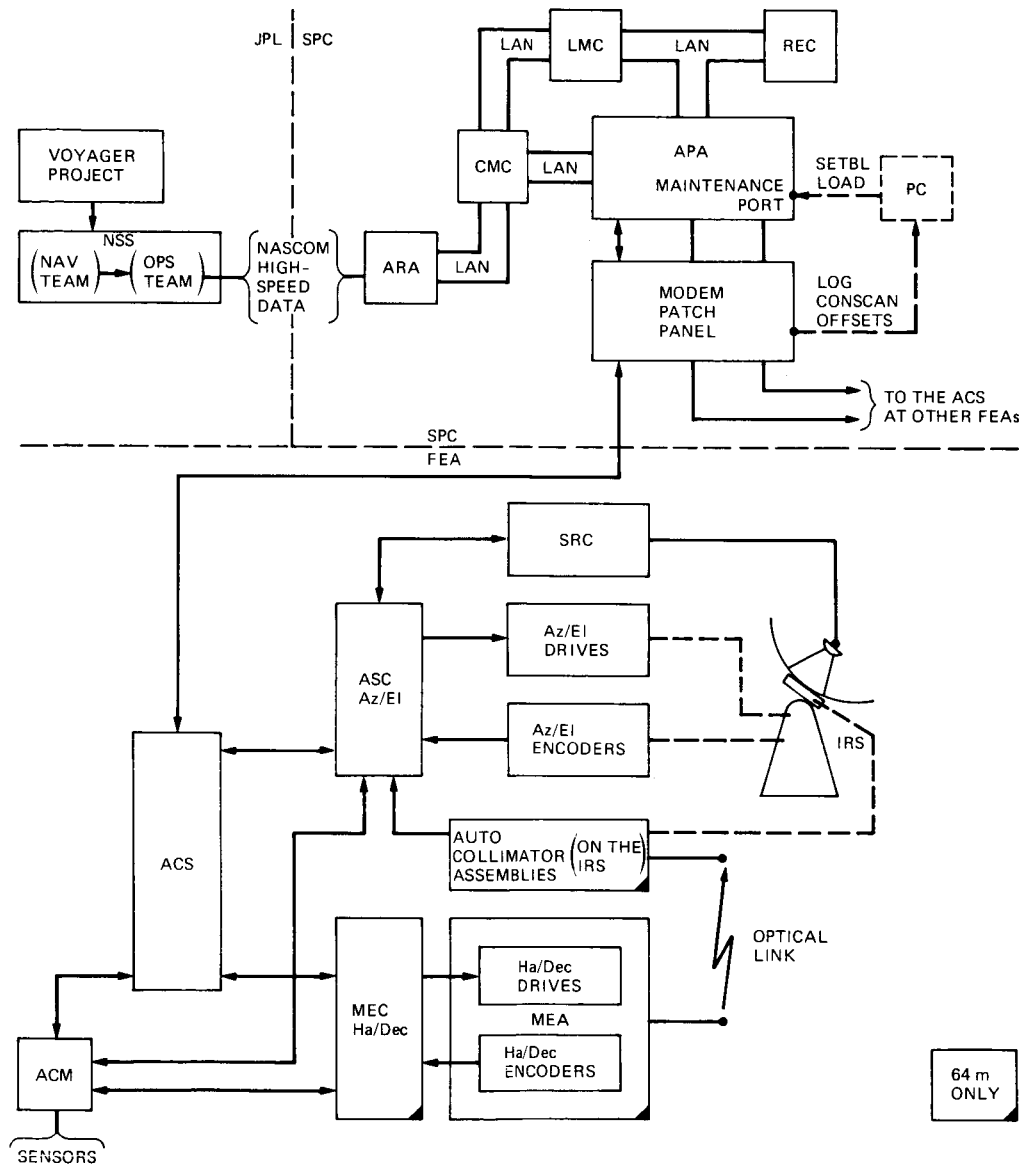 JPL SPC
LAN
LMC
LAN
REC
VOYAGER
PROJECT
CMC
LAN
APA
MAINTENANCE
PORT
SETBL
LOAD
PC
NSS
(NAV
TEAM)
(OPS
TEAM)
NASCOM
HIGH-
SPEED
DATA
ARA
LAN
MODEM
PATCH
PANEL
LOG
CONSCAN
OFFSETS
TO THE ACS
AT OTHER FEAs
SPC
FEA
SRC
ASC
Az/El
Az/El
DRIVES
Az/El
ENCODERS
IRS
ACS
AUTO
COLLIMATOR
ASSEMBLIES
(ON THE
IRS)
OPTICAL
LINK
MEC
Ha/Dec
Ha/Dec
DRIVES
MEA
Ha/Dec
ENCODERS
ACM
SENSORS
64 m
ONLY